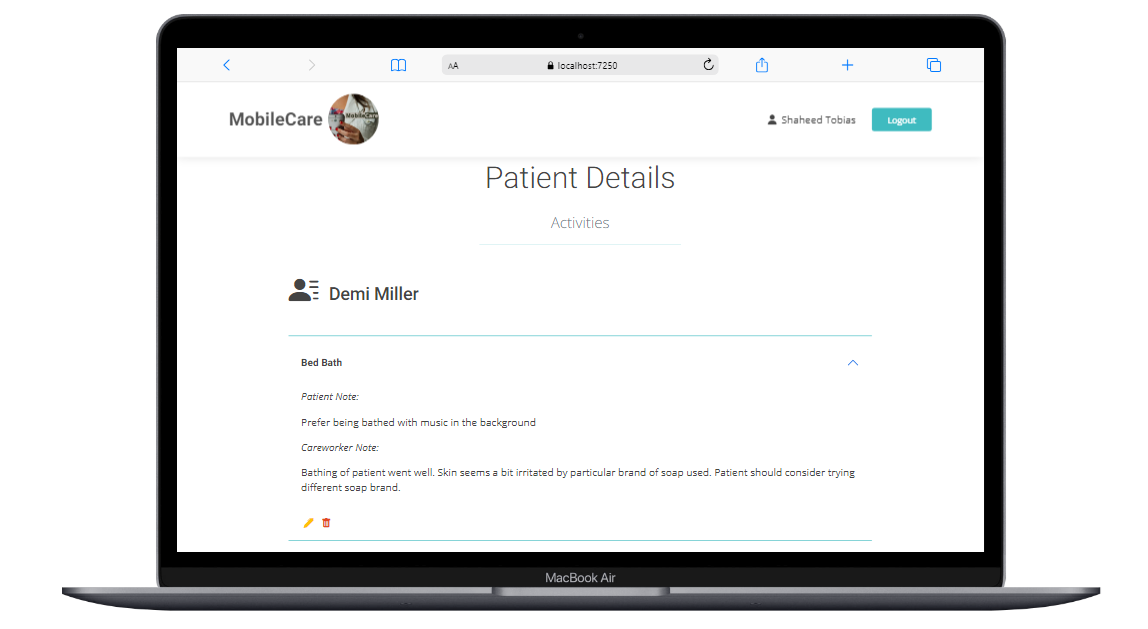 AA
localhost:7250
MobileCare
MobileCare
Shaheed Tobias
Logout
Patient Details
Activities
Demi Miller
Bed Bath
Patient Note:
Prefer being bathed with music in the background
Careworker Note:
Bathing of patient went well. Skin seems a bit irritated by particular brand of soap used. Patient should consider trying
different soap brand.
MacBook Air